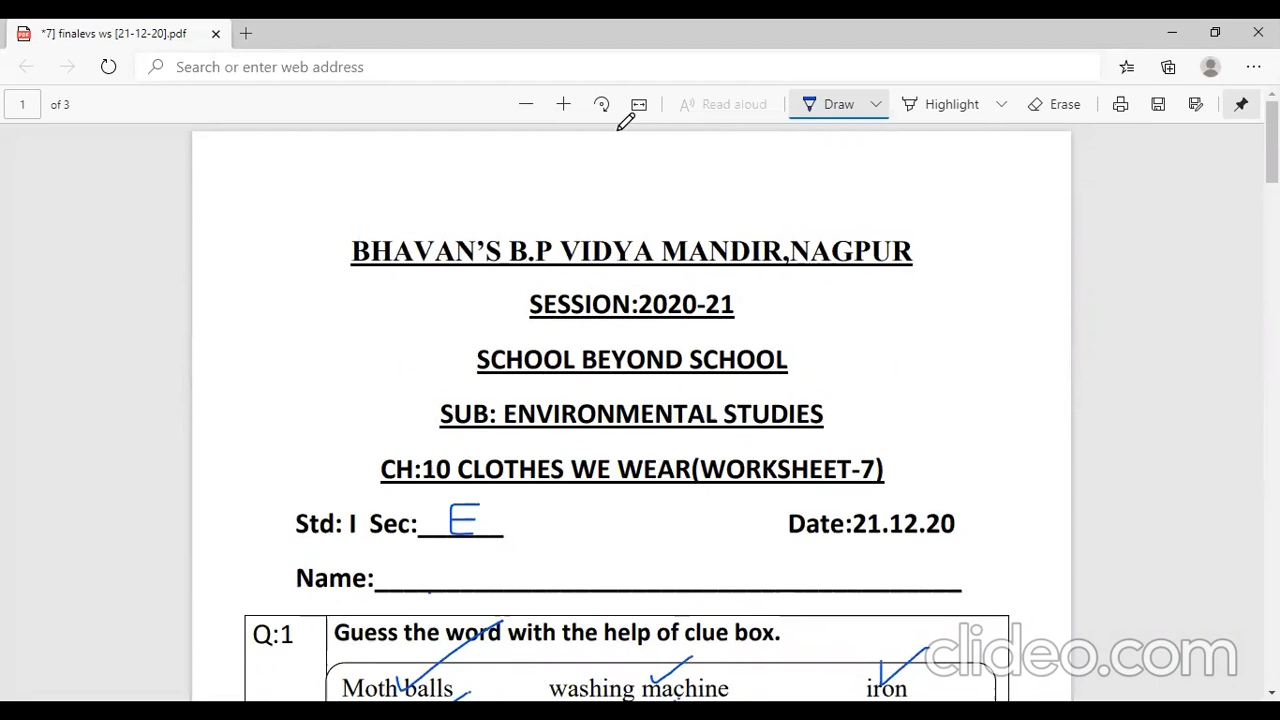 *7] finalevs ws [21-12-20].pdf
Search or enter web address
1 of 3
Read aloud
Draw
Highlight
Erase
BHAVAN'S B.P VIDYA MANDIR,NAGPUR
SESSION:2020-21
SCHOOL BEYOND SCHOOL
SUB: ENVIRONMENTAL STUDIES
CH:10 CLOTHES WE WEAR(WORKSHEET-7)
Std: I Sec: E Date:21.12.20
Name:
Q:1 Guess the word with the help of clue box.
clideo.com
Moth balls washing machine iron